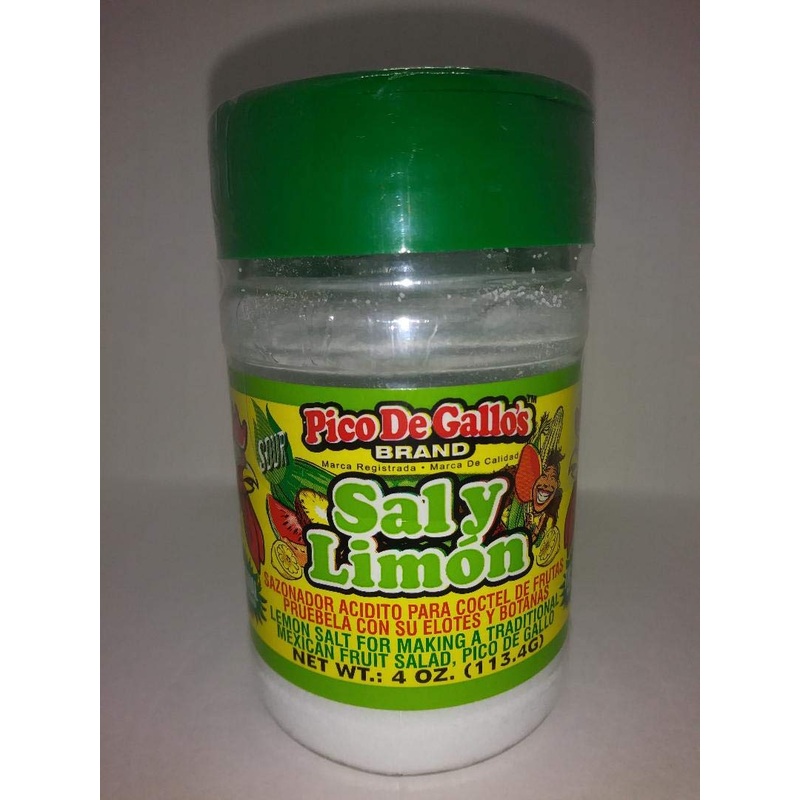 SOUR
Pico De Gallo's™
BRAND
Marca Registrada • Marca De Calidad
Sal y
Limón
SAZONADOR ACIDITO PARA COCTEL DE FRUTAS
PRUEBELA CON SU ELOTES Y BOTANAS
LEMON SALT FOR MAKING A TRADITIONAL
MEXICAN FRUIT SALAD, PICO DE GALLO
NET WT.: 4 OZ. (113.4G)